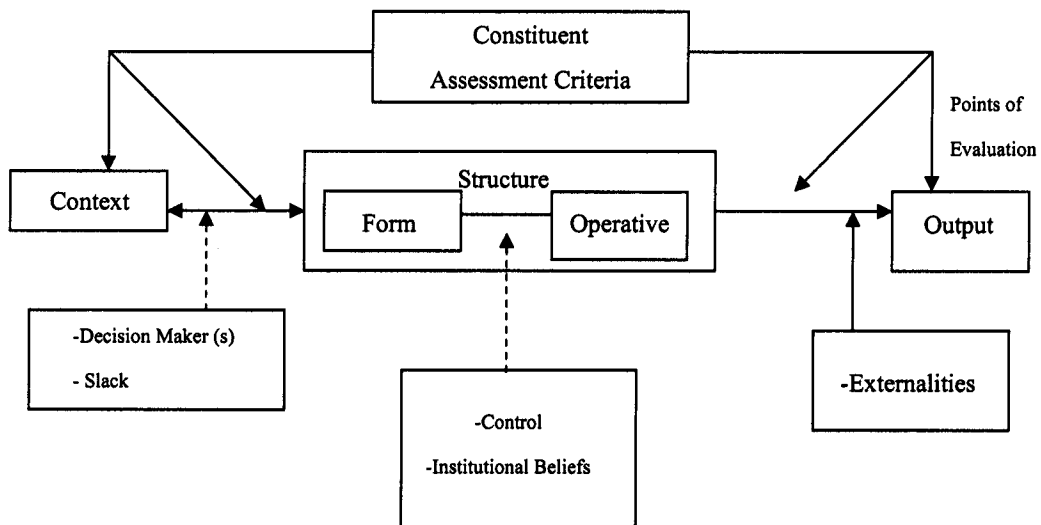 Constituent
Assessment Criteria
Points of
Evaluation
Context
Structure
Form
Operative
Output
-Decision Maker (s)
- Slack
-Control
-Institutional Beliefs
-Externalities